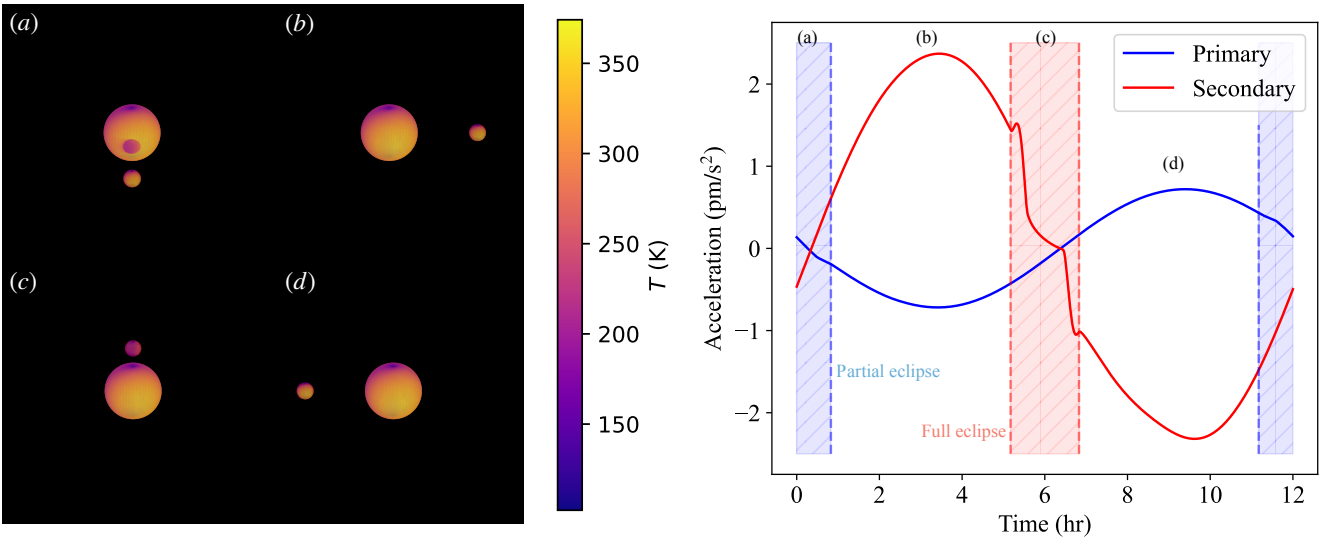 (a)
(b)
(c)
(d)
350
300
250
200
150
T (K)
Acceleration (pm/s²)
2
1
0
−1
−2
(a)
(b)
(c)
(d)
Primary
Secondary
Partial eclipse
Full eclipse
0
2
4
6
8
10
12
Time (hr)